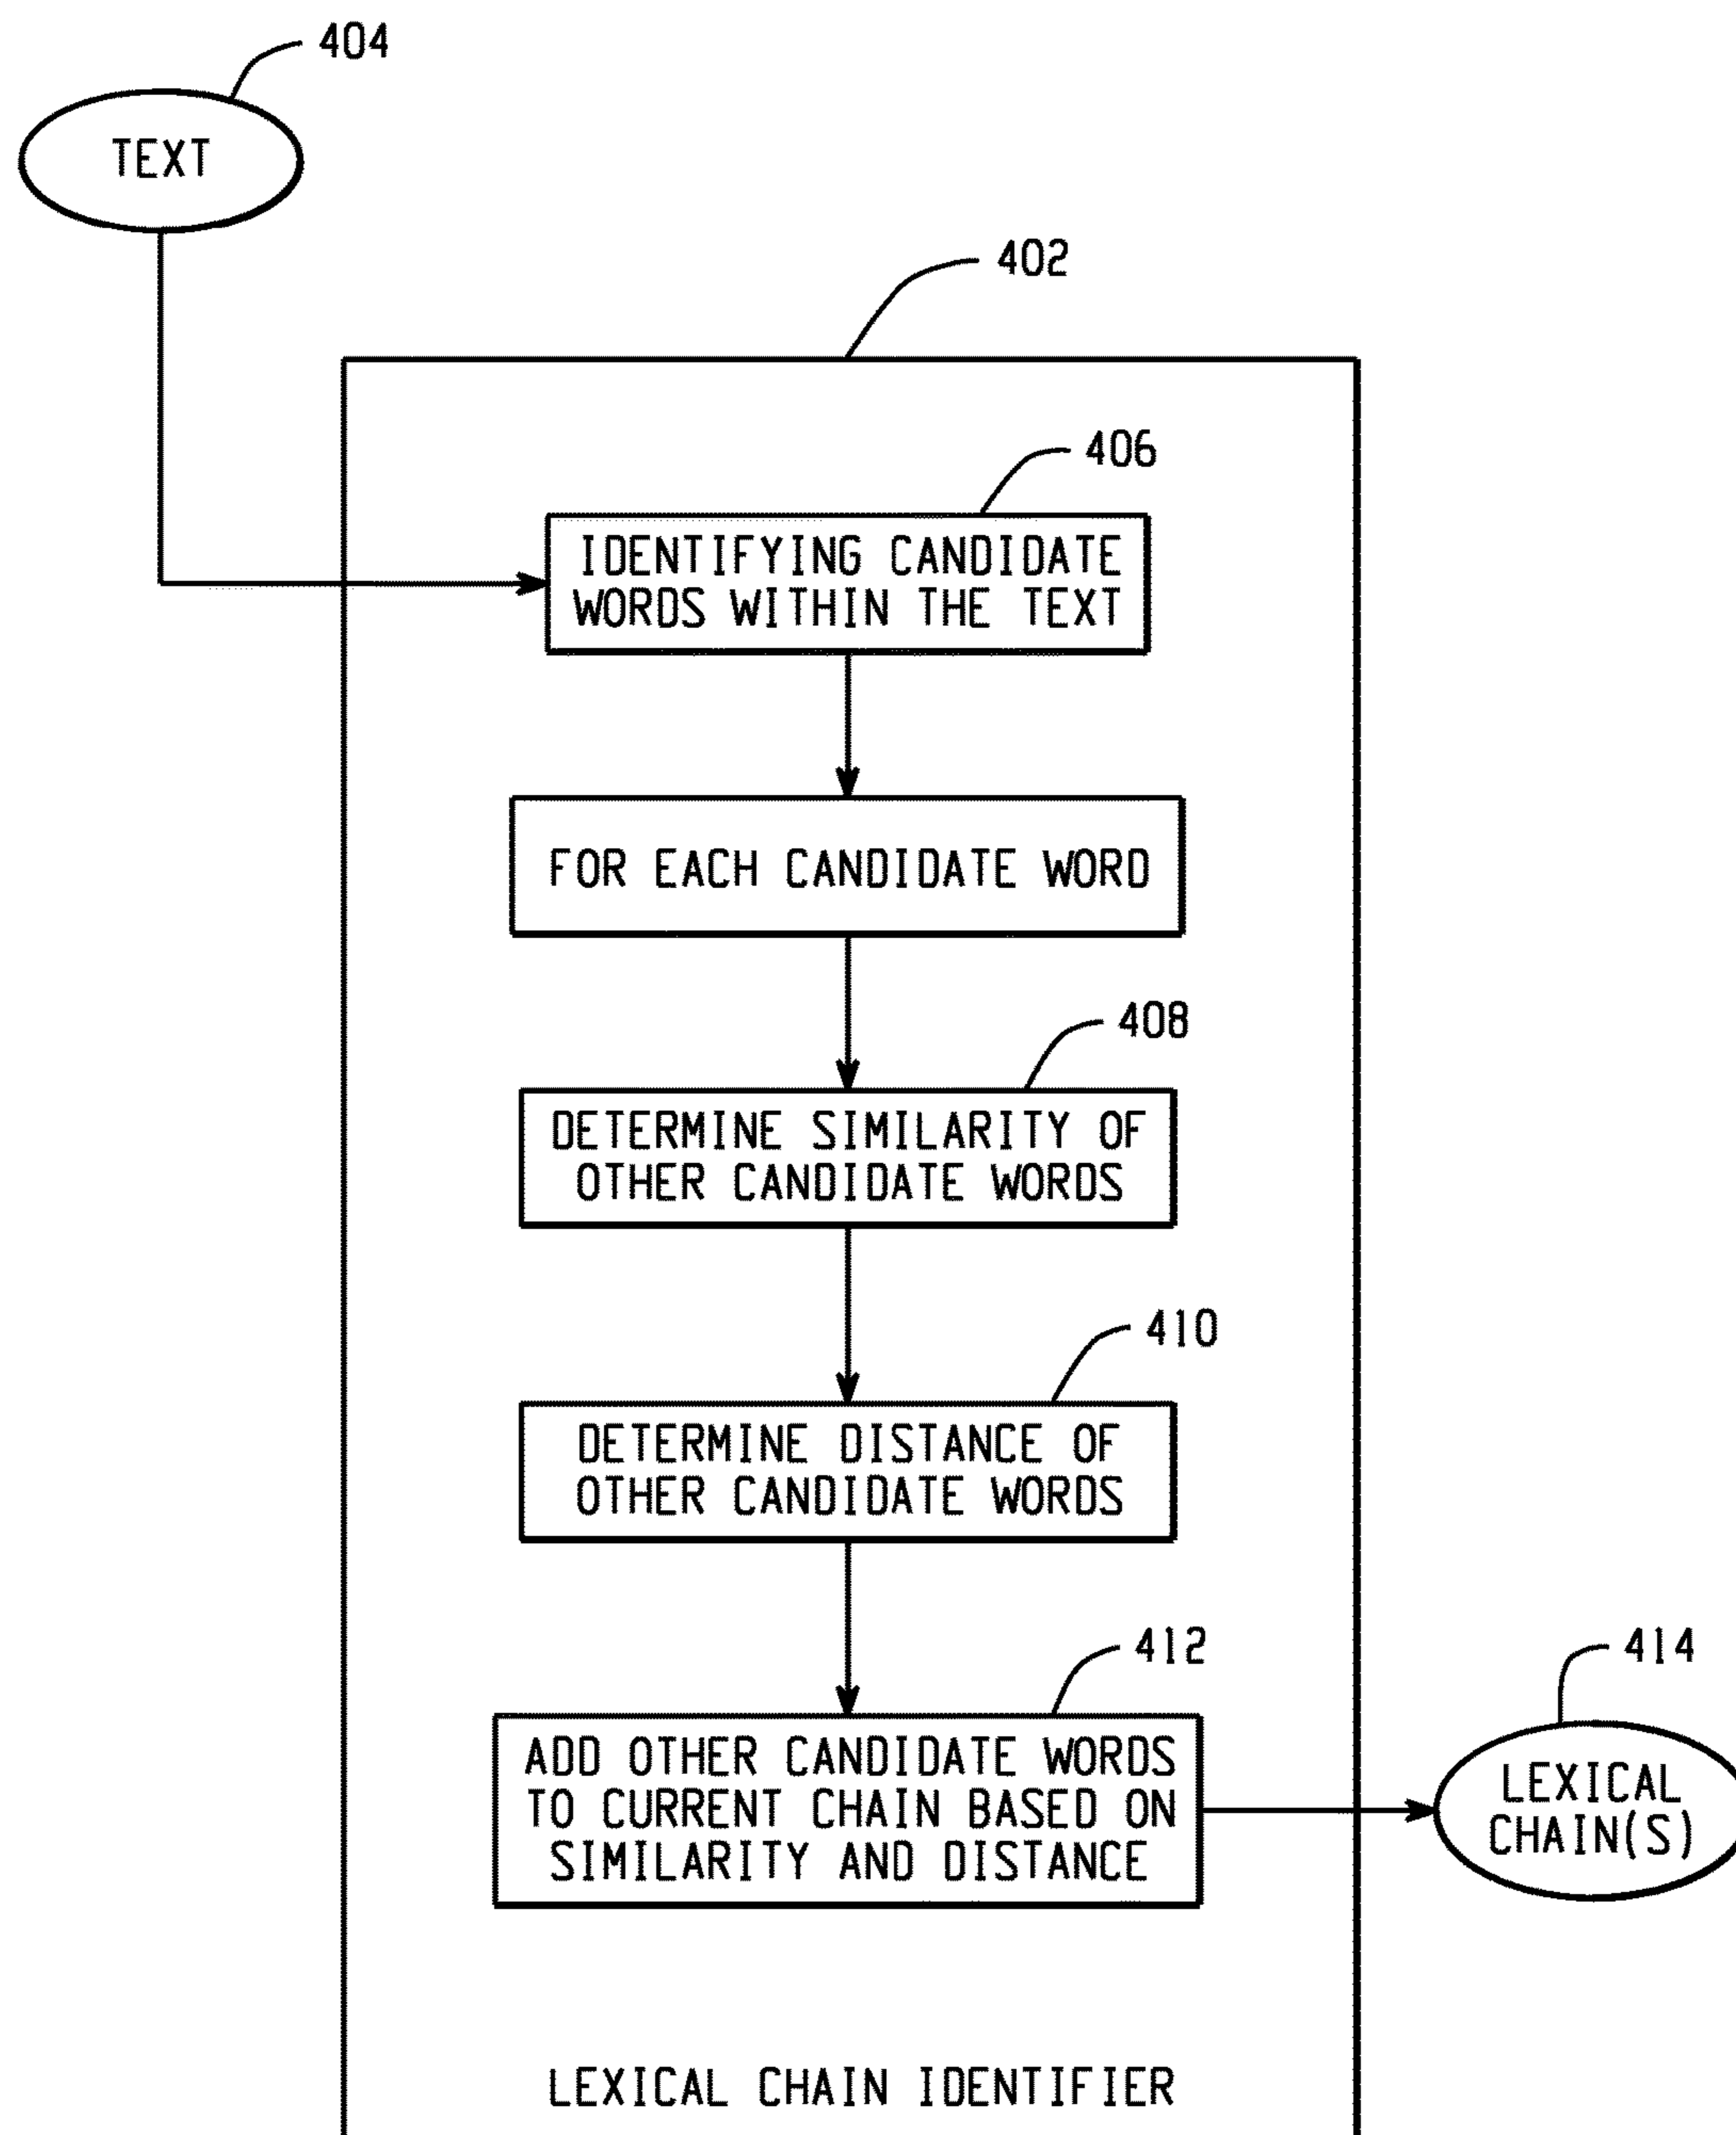 404
TEXT
402
406
IDENTIFYING CANDIDATE
WORDS WITHIN THE TEXT
FOR EACH CANDIDATE WORD
408
DETERMINE SIMILARITY OF
OTHER CANDIDATE WORDS
410
DETERMINE DISTANCE OF
OTHER CANDIDATE WORDS
412
ADD OTHER CANDIDATE WORDS
TO CURRENT CHAIN BASED ON
SIMILARITY AND DISTANCE
414
LEXICAL
CHAIN(S)
LEXICAL CHAIN IDENTIFIER